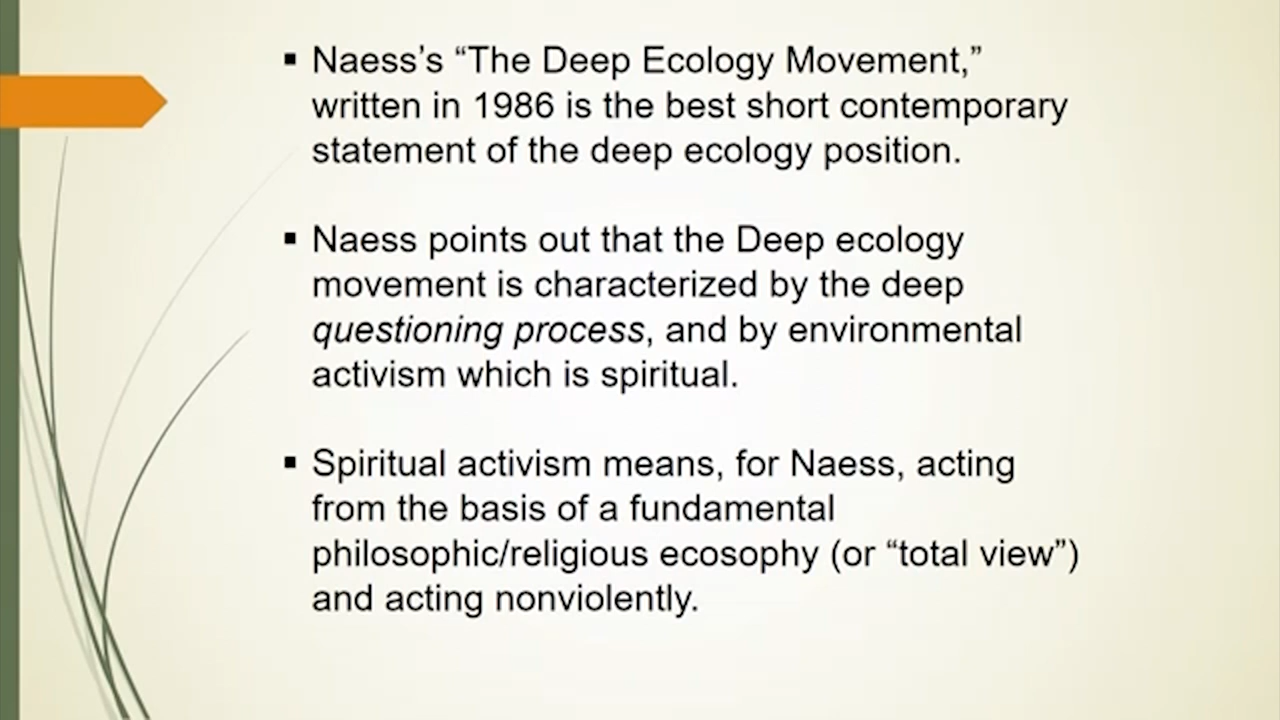 ▪ Naess’s “The Deep Ecology Movement,”
written in 1986 is the best short contemporary
statement of the deep ecology position.
▪ Naess points out that the Deep ecology
movement is characterized by the deep
questioning process, and by environmental
activism which is spiritual.
▪ Spiritual activism means, for Naess, acting
from the basis of a fundamental
philosophic/religious ecosophy (or “total view”)
and acting nonviolently.